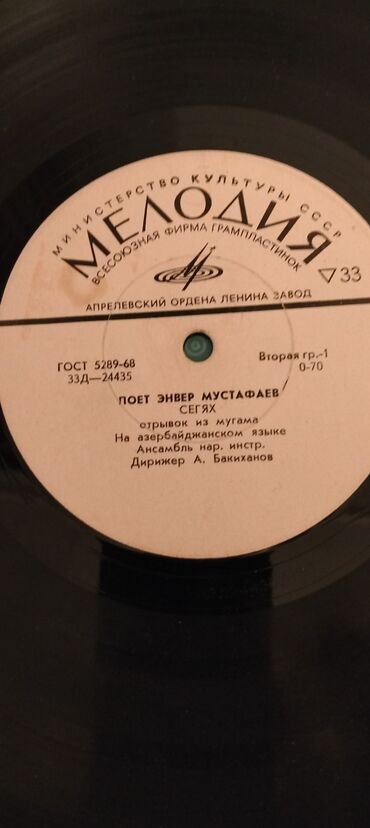 МИНИСТЕРСТВО КУЛЬТУРЫ СССР
МЕЛОДИЯ
ВСЕСОЮЗНАЯ ФИРМА ГРАМПЛАСТИНОК
▽33
АПРЕЛЕВСКИЙ ОРДЕНА ЛЕНИНА ЗАВОД
ГОСТ 5289-68
33Д—24435
Вторая гр.-1
0-70
ПОЕТ ЭНВЕР МУСТАФАЕВ
СЕГЯХ
отрывок из мугама
На азербайджанском языке
Ансамбль нар. инстр.
Дирижер А. Бакиханов